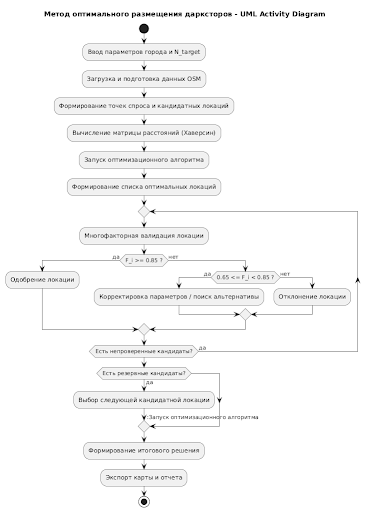 Метод оптимального размещения дарксторов - UML Activity Diagram
Ввод параметров города и N_target
Загрузка и подготовка данных OSM
Формирование точек спроса и кандидатных локаций
Вычисление матрицы расстояний (Хаверсин)
Запуск оптимизационного алгоритма
Формирование списка оптимальных локаций
Многофакторная валидация локации
да
F_i >= 0.85 ?
нет
Одобрение локации
да
0.65 <= F_i < 0.85 ?
нет
Корректировка параметров / поиск альтернативы
Отклонение локации
Есть непроверенные кандидаты?
да
Есть резервные кандидаты?
да
Выбор следующей кандидатной локации
:Запуск оптимизационного алгоритма
Формирование итогового решения
Экспорт карты и отчета